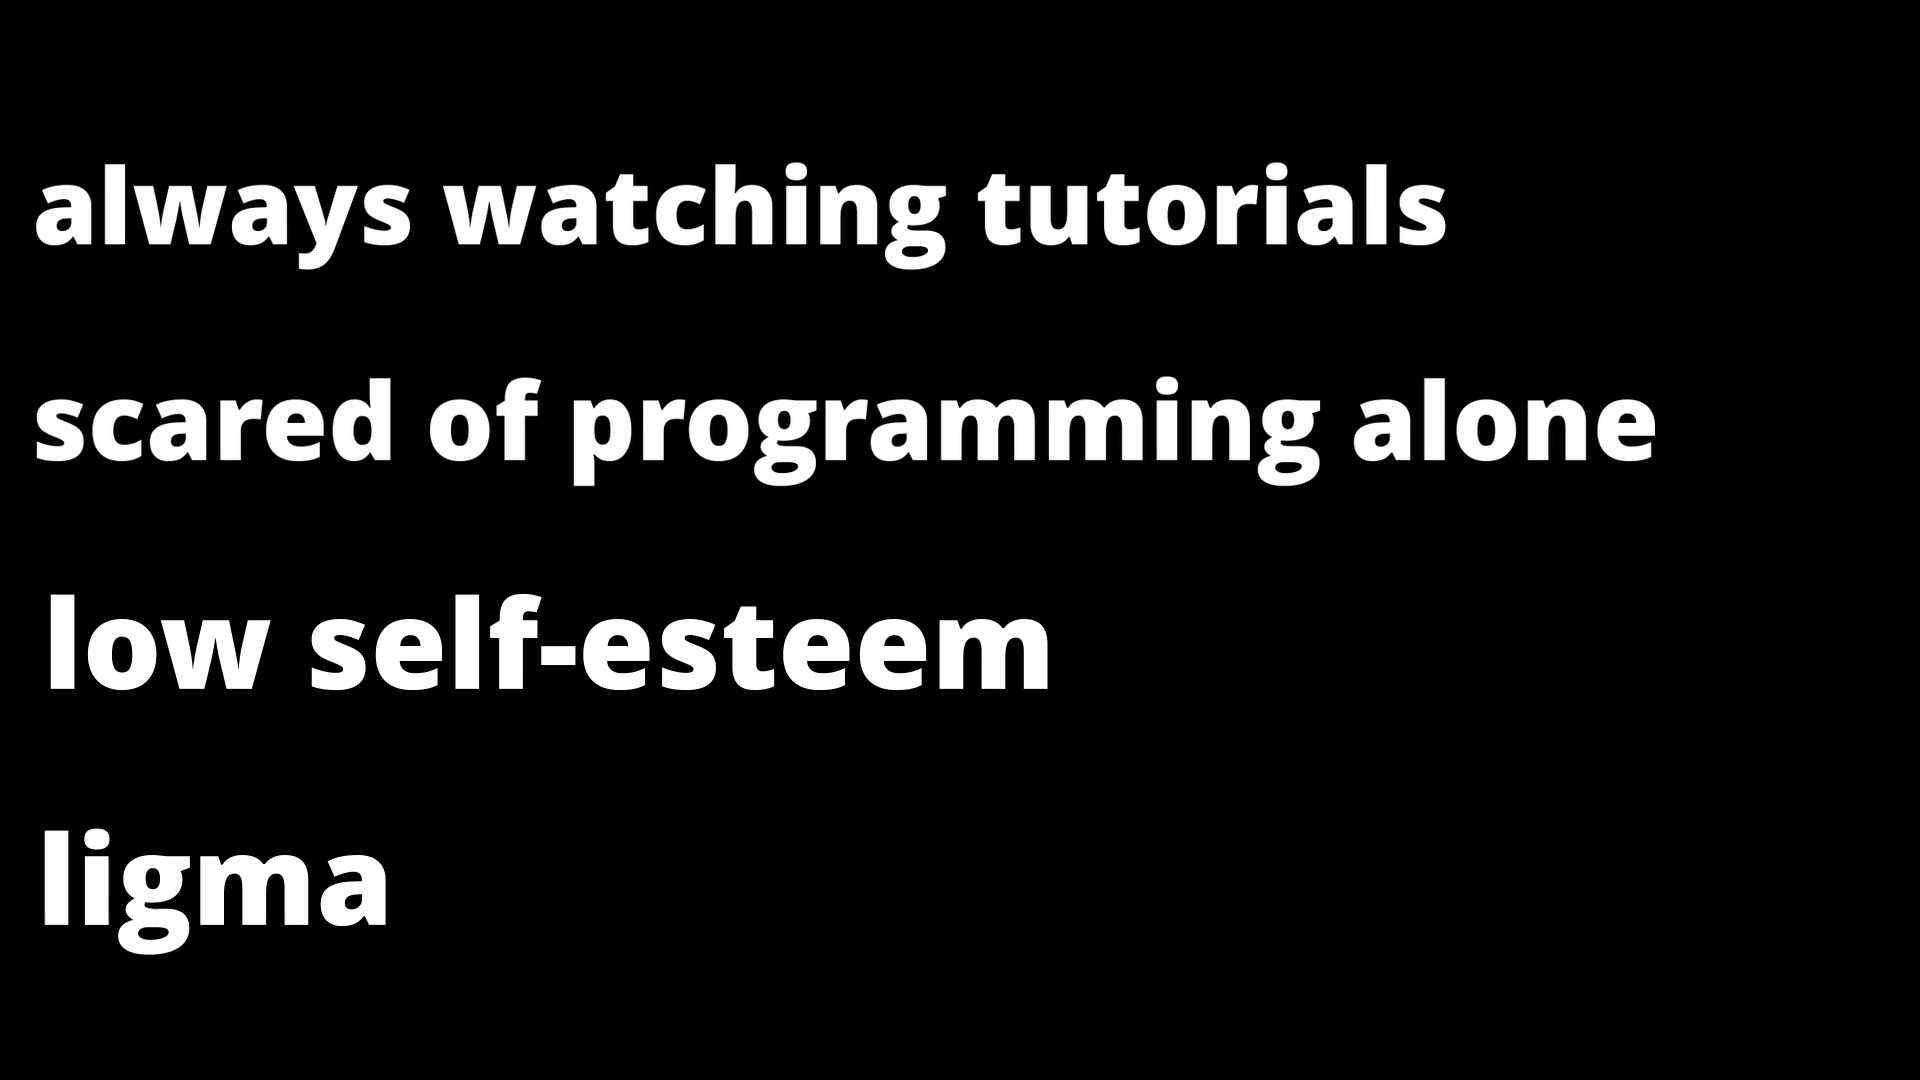 always watching tutorials
scared of programming alone
low self-esteem
ligma